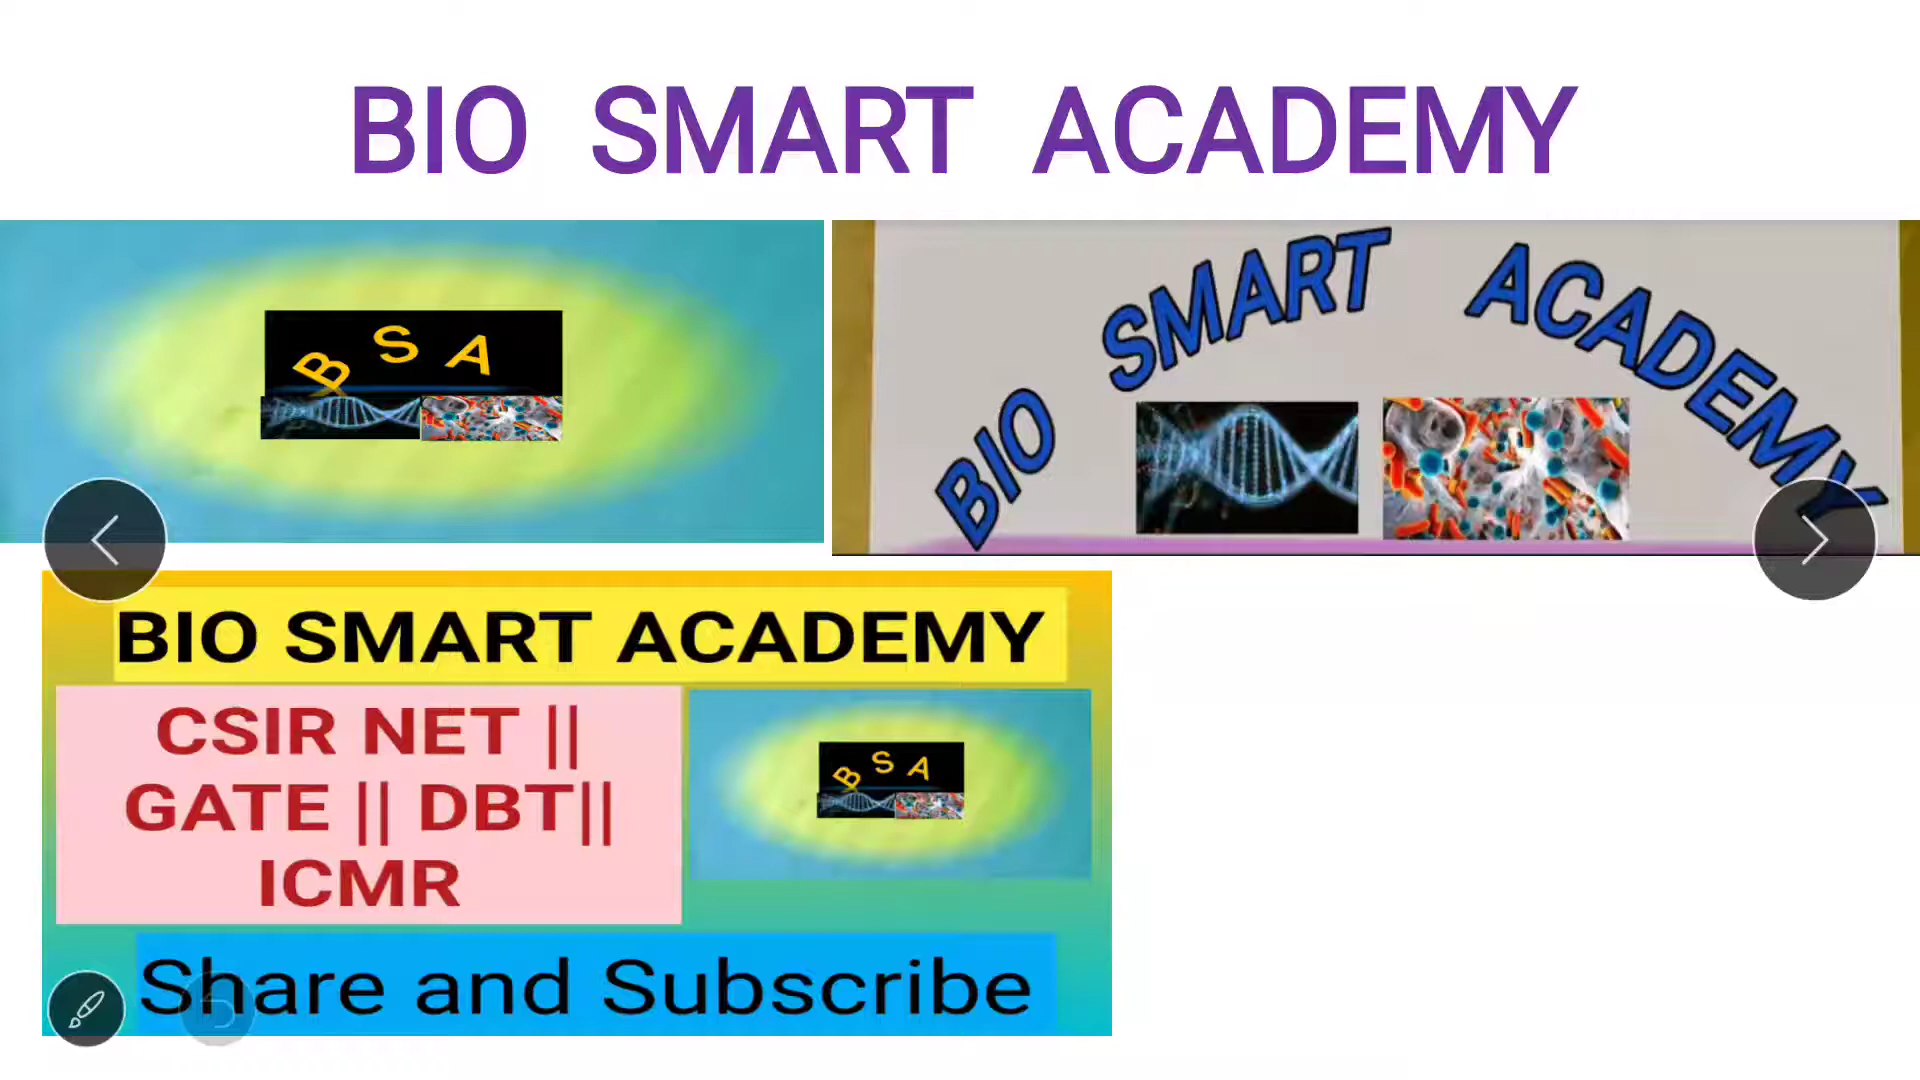 BIO SMART ACADEMY
B S A
BIO SMART ACADEMY
BIO SMART ACADEMY
CSIR NET ||
GATE || DBT||
ICMR
B S A
Share and Subscribe